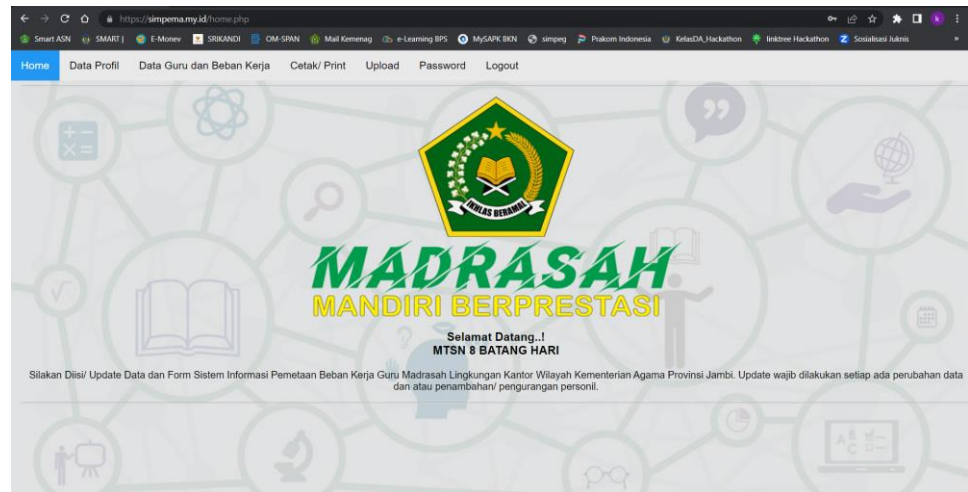 https://simpema.my.id/home.php
Smart ASN SMART | E-Monev SRIKANDI OM-SPAN Mail Kemenag e-Learning BPS MySAPK BKN simpeg Prakom Indonesia KelasDA_Hackathon linktree Hackathon Sosialisasi Juknis »
Home Data Profil Data Guru dan Beban Kerja Cetak/ Print Upload Password Logout
IKHLAS BERAMAL
MADRASAH
MANDIRI BERPRESTASI
Selamat Datang..!
MTSN 8 BATANG HARI
Silakan Diisi/ Update Data dan Form Sistem Informasi Pemetaan Beban Kerja Guru Madrasah Lingkungan Kantor Wilayah Kementerian Agama Provinsi Jambi. Update wajib dilakukan setiap ada perubahan data
dan atau penambahan/ pengurangan personil.